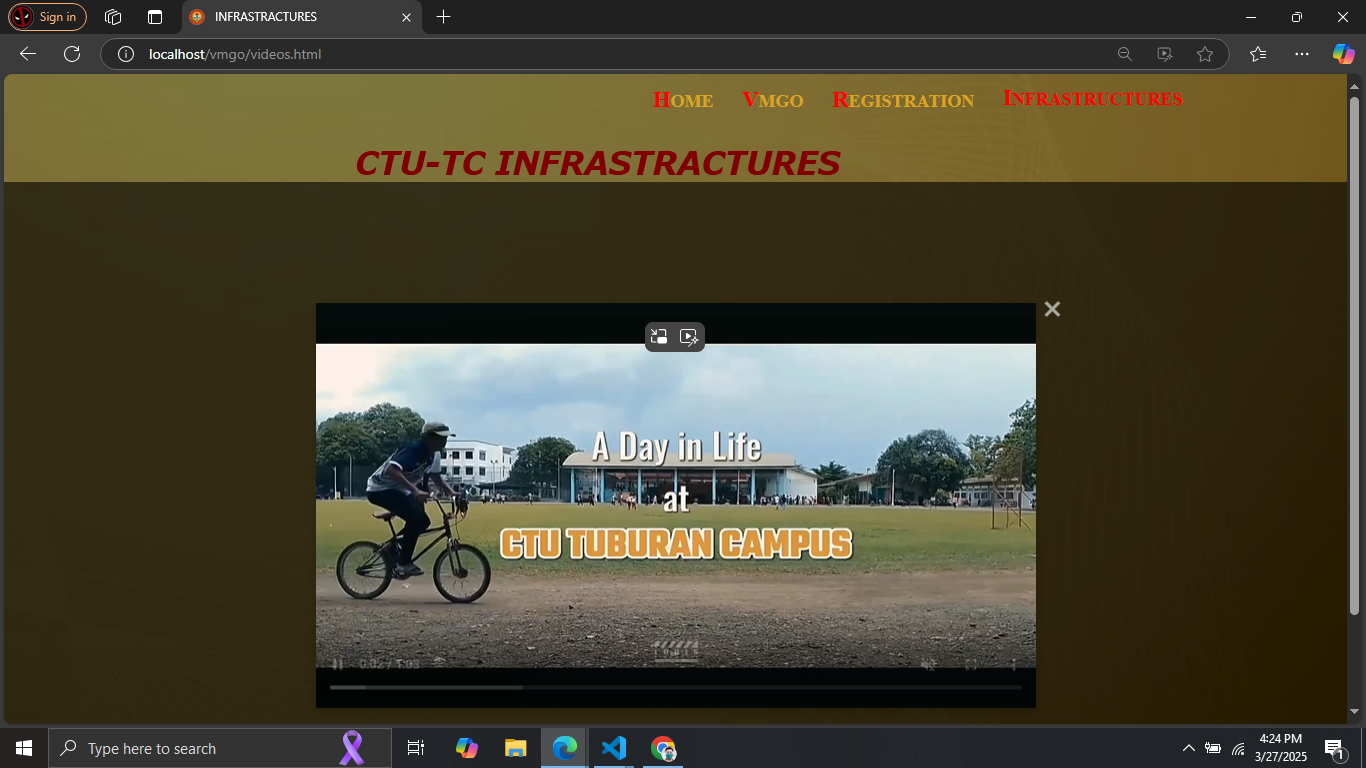 Sign in
INFRASTRACTURES
localhost/vmgo/videos.html
HOME VMGO REGISTRATION INFRASTRUCTURES
CTU-TC INFRASTRACTURES
A Day in Life
at
CTU TUBURAN CAMPUS
0:02 / 1:03
Type here to search
4:24 PM
3/27/2025
1